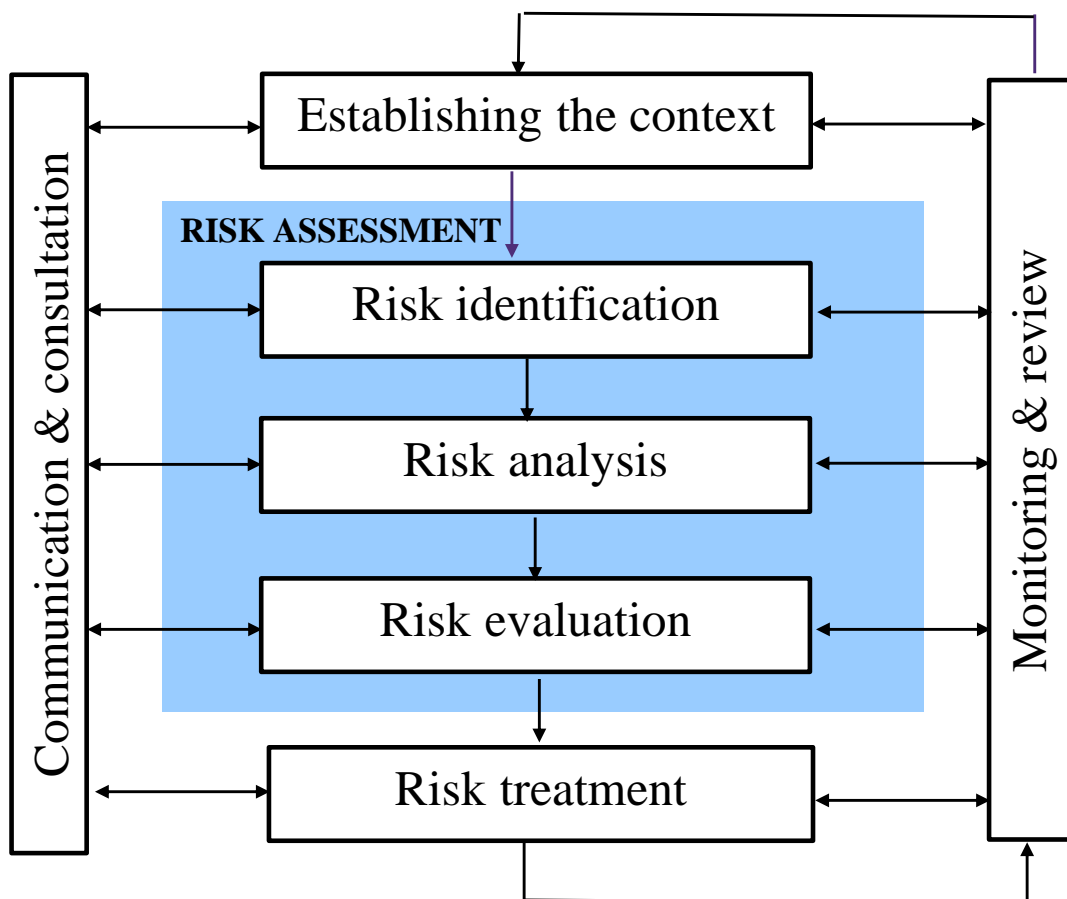 Establishing the context
RISK ASSESSMENT
Risk identification
Risk analysis
Risk evaluation
Risk treatment
Communication & consultation
Monitoring & review